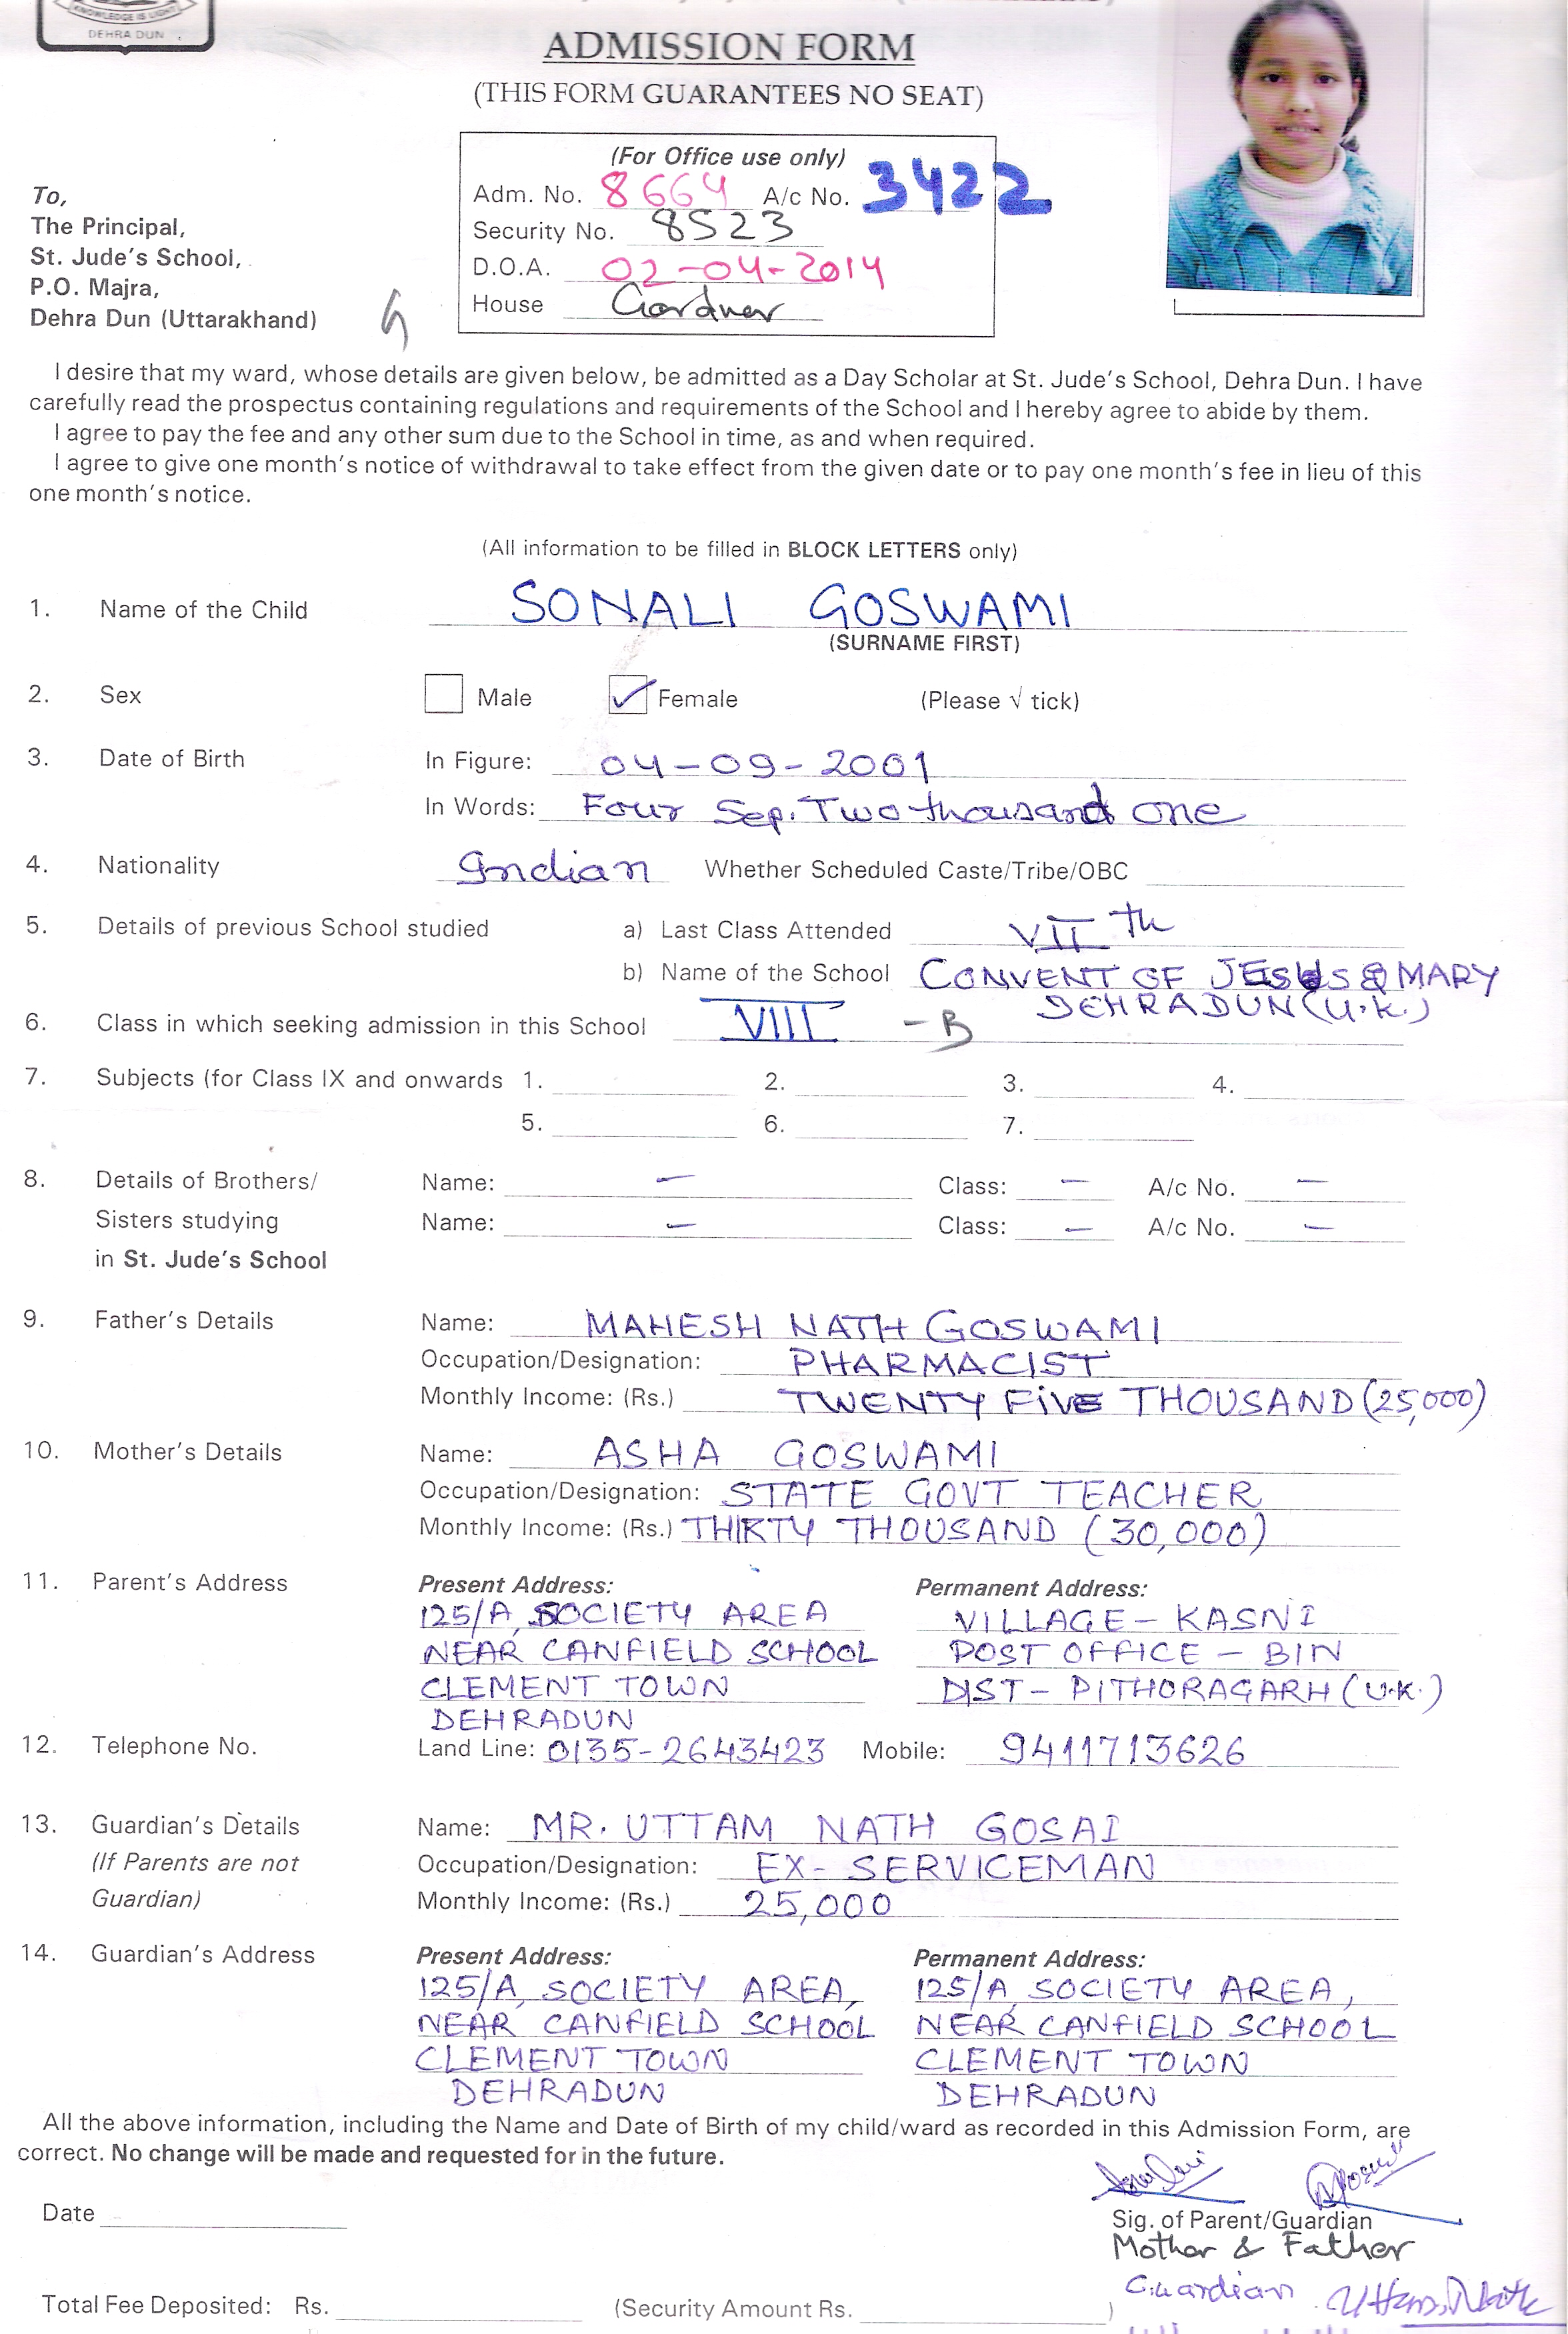 KNOWLEDGE IS LIGHT
DEHRA DUN
ADMISSION FORM
(THIS FORM GUARANTEES NO SEAT)
(For Office use only)
Adm. No. 8664 A/c No. 3422
Security No. 8523
D.O.A. 02-04-2014
House Gardner
To,
The Principal,
St. Jude's School,
P.O. Majra,
Dehra Dun (Uttarakhand)
I desire that my ward, whose details are given below, be admitted as a Day Scholar at St. Jude's School, Dehra Dun. I have
carefully read the prospectus containing regulations and requirements of the School and I hereby agree to abide by them.
I agree to pay the fee and any other sum due to the School in time, as and when required.
I agree to give one month's notice of withdrawal to take effect from the given date or to pay one month's fee in lieu of this
one month's notice.
(All information to be filled in BLOCK LETTERS only)
1. Name of the Child SONALI GOSWAMI
(SURNAME FIRST)
2. Sex Male Female (Please √ tick)
3. Date of Birth In Figure: 04-09-2001
In Words: Four Sep. Two thousand one
4. Nationality Indian Whether Scheduled Caste/Tribe/OBC
5. Details of previous School studied a) Last Class Attended VII th
b) Name of the School CONVENT OF JESUS & MARY
DEHRADUN (U.K.)
6. Class in which seeking admission in this School VIII - B
7. Subjects (for Class IX and onwards 1. 2. 3. 4.
5. 6. 7.
8. Details of Brothers/ Name: - Class: - A/c No. -
Sisters studying Name: - Class: - A/c No. -
in St. Jude's School
9. Father's Details Name: MAHESH NATH GOSWAMI
Occupation/Designation: PHARMACIST
Monthly Income: (Rs.) TWENTY FIVE THOUSAND (25,000)
10. Mother's Details Name: ASHA GOSWAMI
Occupation/Designation: STATE GOVT TEACHER
Monthly Income: (Rs.) THIRTY THOUSAND (30,000)
11. Parent's Address Present Address: Permanent Address:
125/A, SOCIETY AREA VILLAGE - KASNI
NEAR CANFIELD SCHOOL POST OFFICE - BIN
CLEMENT TOWN DIST - PITHORAGARH (U.K.)
DEHRADUN
12. Telephone No. Land Line: 0135-2643423 Mobile: 9411713626
13. Guardian's Details Name: MR. UTTAM NATH GOSAI
(If Parents are not Occupation/Designation: EX-SERVICEMAN
Guardian) Monthly Income: (Rs.) 25,000
14. Guardian's Address Present Address: Permanent Address:
125/A, SOCIETY AREA, 125/A, SOCIETY AREA,
NEAR CANFIELD SCHOOL NEAR CANFIELD SCHOOL
CLEMENT TOWN CLEMENT TOWN
DEHRADUN DEHRADUN
All the above information, including the Name and Date of Birth of my child/ward as recorded in this Admission Form, are
correct. No change will be made and requested for in the future.
Date
Sig. of Parent/Guardian
Mother & Father
Guardian Uttam Nath
Total Fee Deposited: Rs. (Security Amount Rs. )